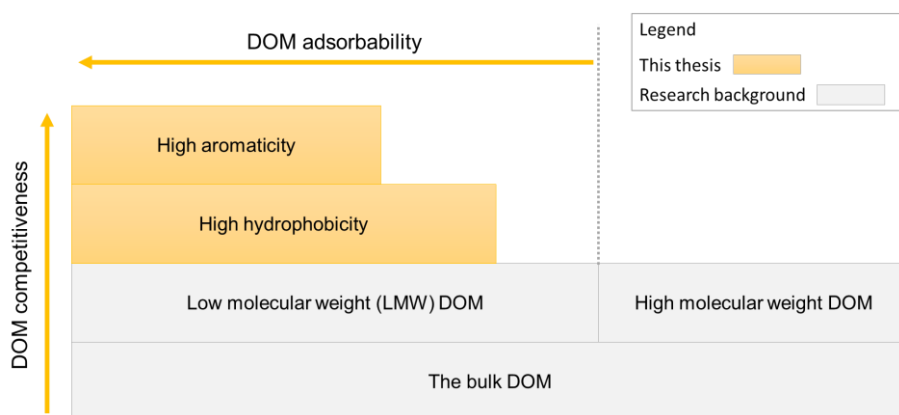 DOM adsorbability
Legend
This thesis
Research background
DOM competitiveness
High aromaticity
High hydrophobicity
Low molecular weight (LMW) DOM
High molecular weight DOM
The bulk DOM